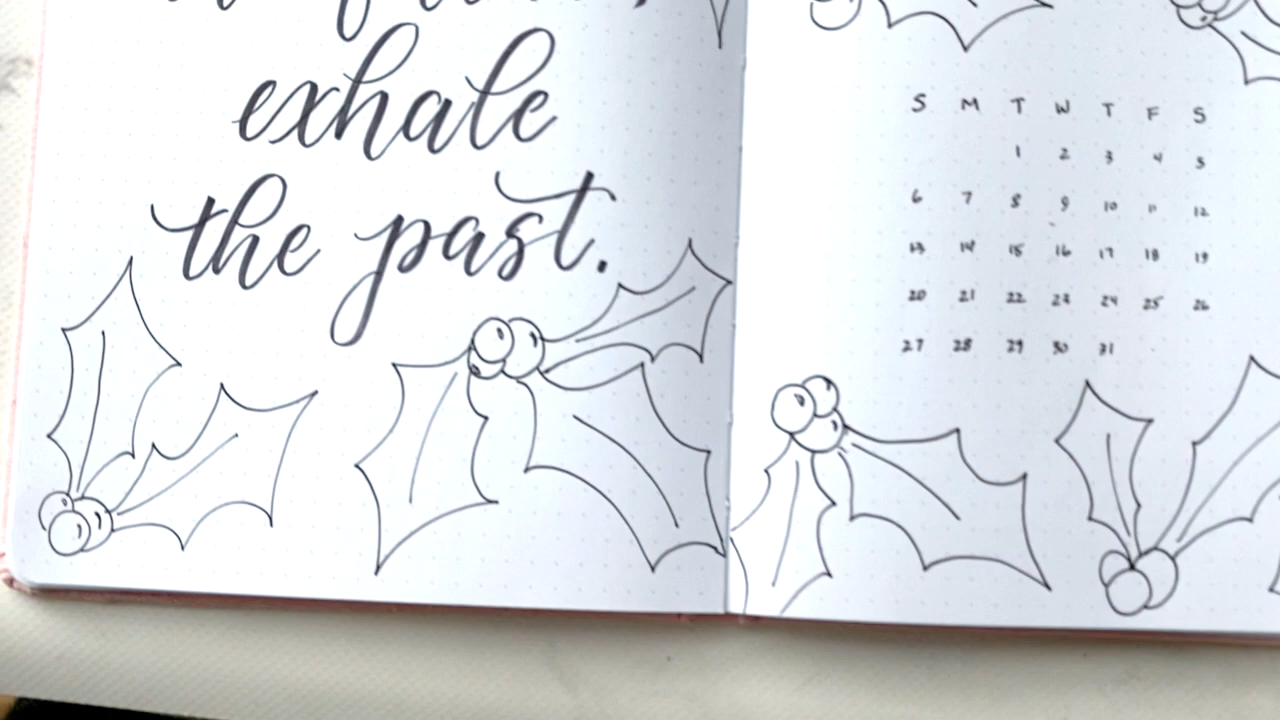 exhale
the past.
S M T W T F S
1 2 3 4 5
6 7 8 9 10 11 12
13 14 15 16 17 18 19
20 21 22 23 24 25 26
27 28 29 30 31